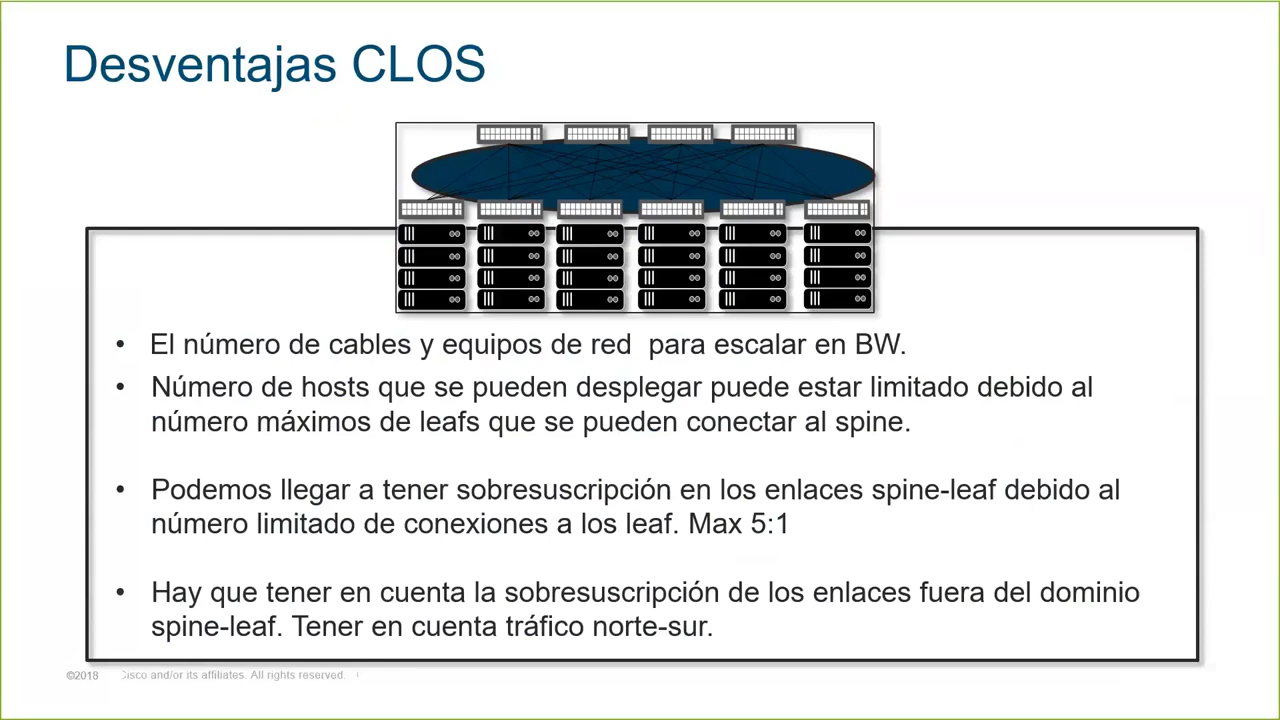 Desventajas CLOS
• El número de cables y equipos de red para escalar en BW.
• Número de hosts que se pueden desplegar puede estar limitado debido al
número máximos de leafs que se pueden conectar al spine.
• Podemos llegar a tener sobresuscripción en los enlaces spine-leaf debido al
número limitado de conexiones a los leaf. Max 5:1
• Hay que tener en cuenta la sobresuscripción de los enlaces fuera del dominio
spine-leaf. Tener en cuenta tráfico norte-sur.
©2018 Cisco and/or its affiliates. All rights reserved.